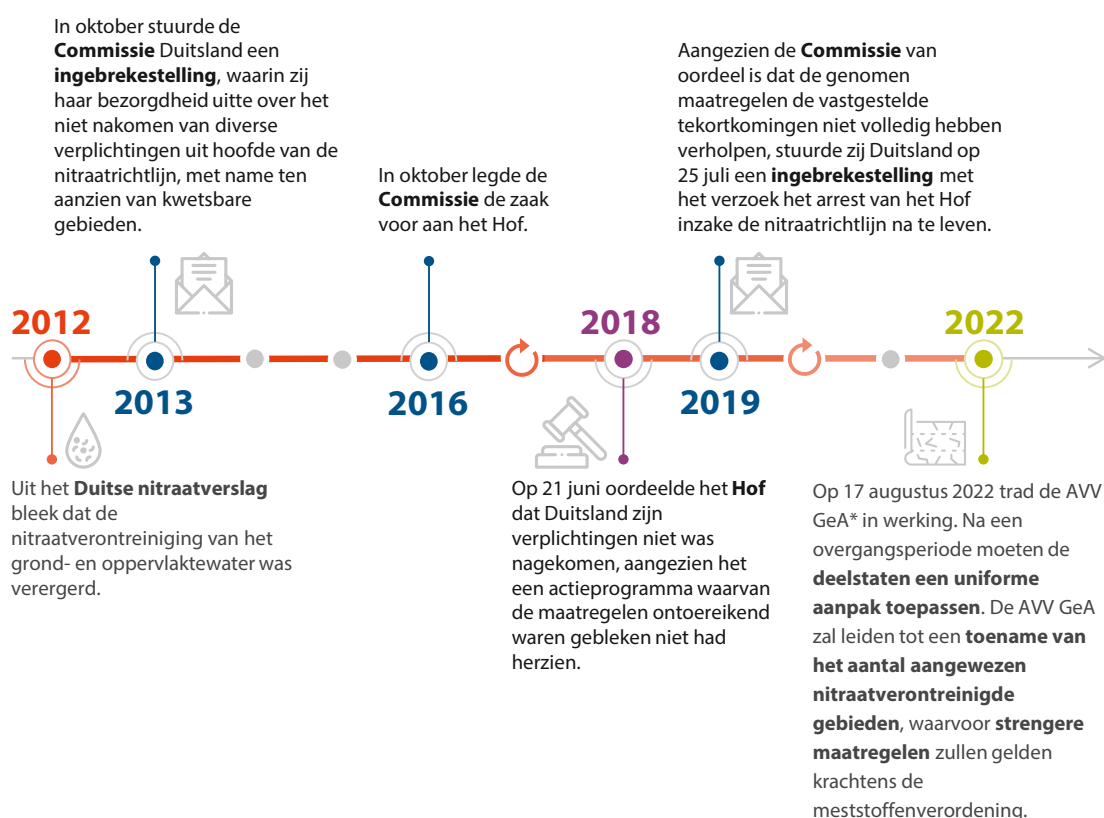 In oktober stuurde de
Commissie Duitsland een
ingebrekestelling, waarin zij
haar bezorgdheid uitte over het
niet nakomen van diverse
verplichtingen uit hoofde van de
nitraatrichtlijn, met name ten
aanzien van kwetsbare
gebieden.
In oktober legde de
Commissie de zaak
voor aan het Hof.
Aangezien de Commissie van
oordeel is dat de genomen
maatregelen de vastgestelde
tekortkomingen niet volledig hebben
verholpen, stuurde zij Duitsland op
25 juli een ingebrekestelling met
het verzoek het arrest van het Hof
inzake de nitraatrichtlijn na te leven.
2012
2018
2022
2013
2016
2019
Uit het Duitse nitraatverslag
bleek dat de
nitraatverontreiniging van het
grond- en oppervlaktewater was
verergerd.
Op 21 juni oordeelde het Hof
dat Duitsland zijn
verplichtingen niet was
nagekomen, aangezien het
een actieprogramma waarvan
de maatregelen ontoereikend
waren gebleken niet had
herzien.
Op 17 augustus 2022 trad de AVV
GeA* in werking. Na een
overgangsperiode moeten de
deelstaten een uniforme
aanpak toepassen. De AVV GeA
zal leiden tot een toename van
het aantal aangewezen
nitraatverontreinigde
gebieden, waarvoor strengere
maatregelen zullen gelden
krachtens de
meststoffenverordening.